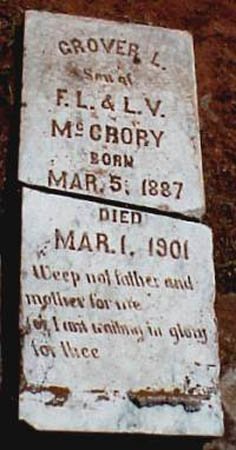 GROVER L.
Son of
F.L. & L.V.
McCRORY
BORN
MAR. 5, 1887
DIED
MAR. 1, 1901
Weep not father and
mother for me
For I am waiting in glory
for thee